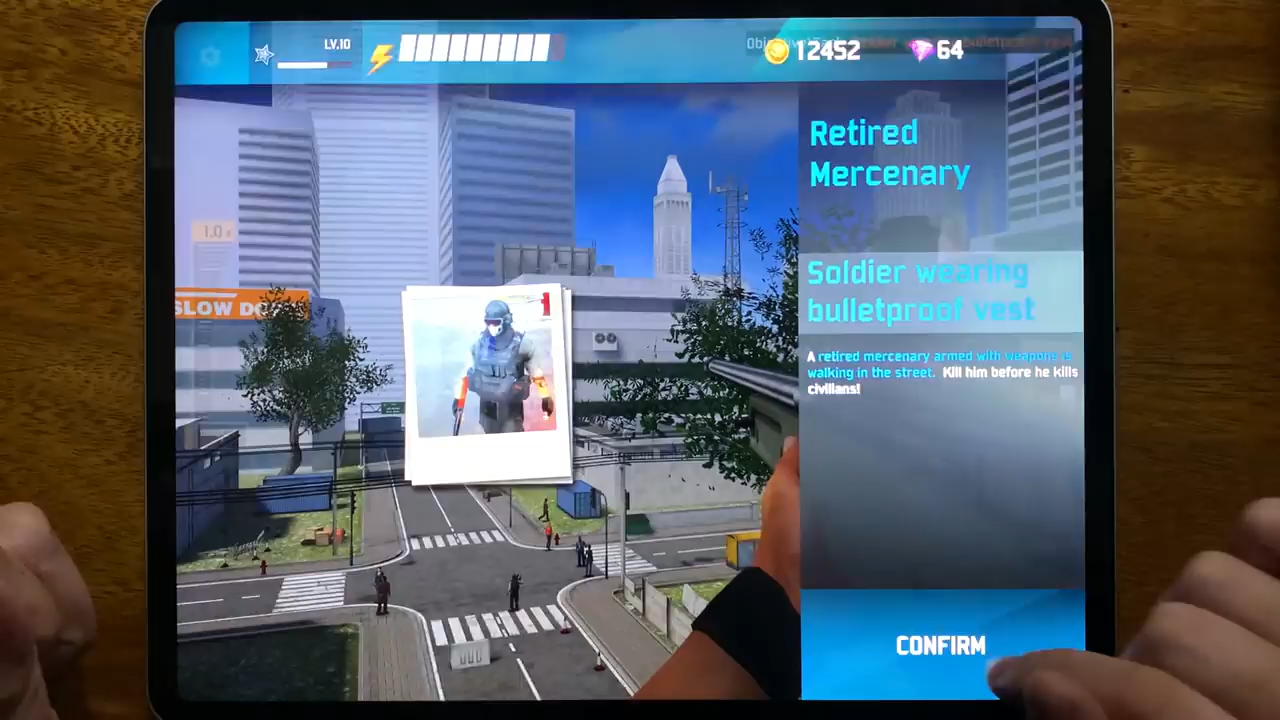 LV.10
12452
64
1.0
SLOW DO
Retired
Mercenary
Soldier wearing
bulletproof vest
A retired mercenary armed with weapons is
walking in the street. Kill him before he kills
civilians!
CONFIRM